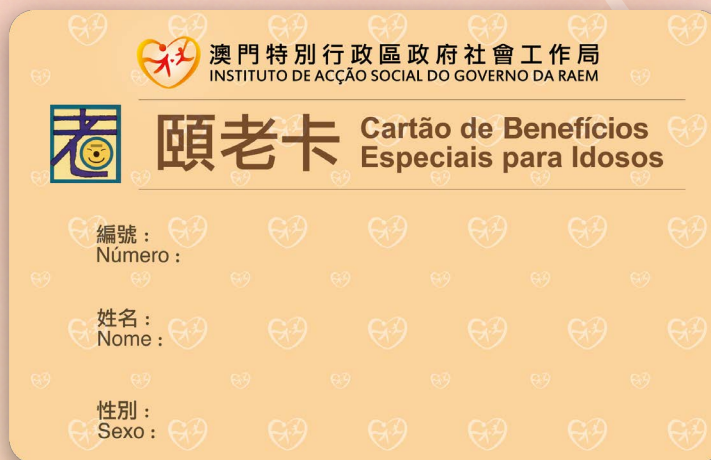 澳門特別行政區政府社會工作局
INSTITUTO DE ACÇÃO SOCIAL DO GOVERNO DA RAEM
老
頤老卡
Cartão de Benefícios
Especiais para Idosos
編號：
Número :
姓名：
Nome :
性別：
Sexo :